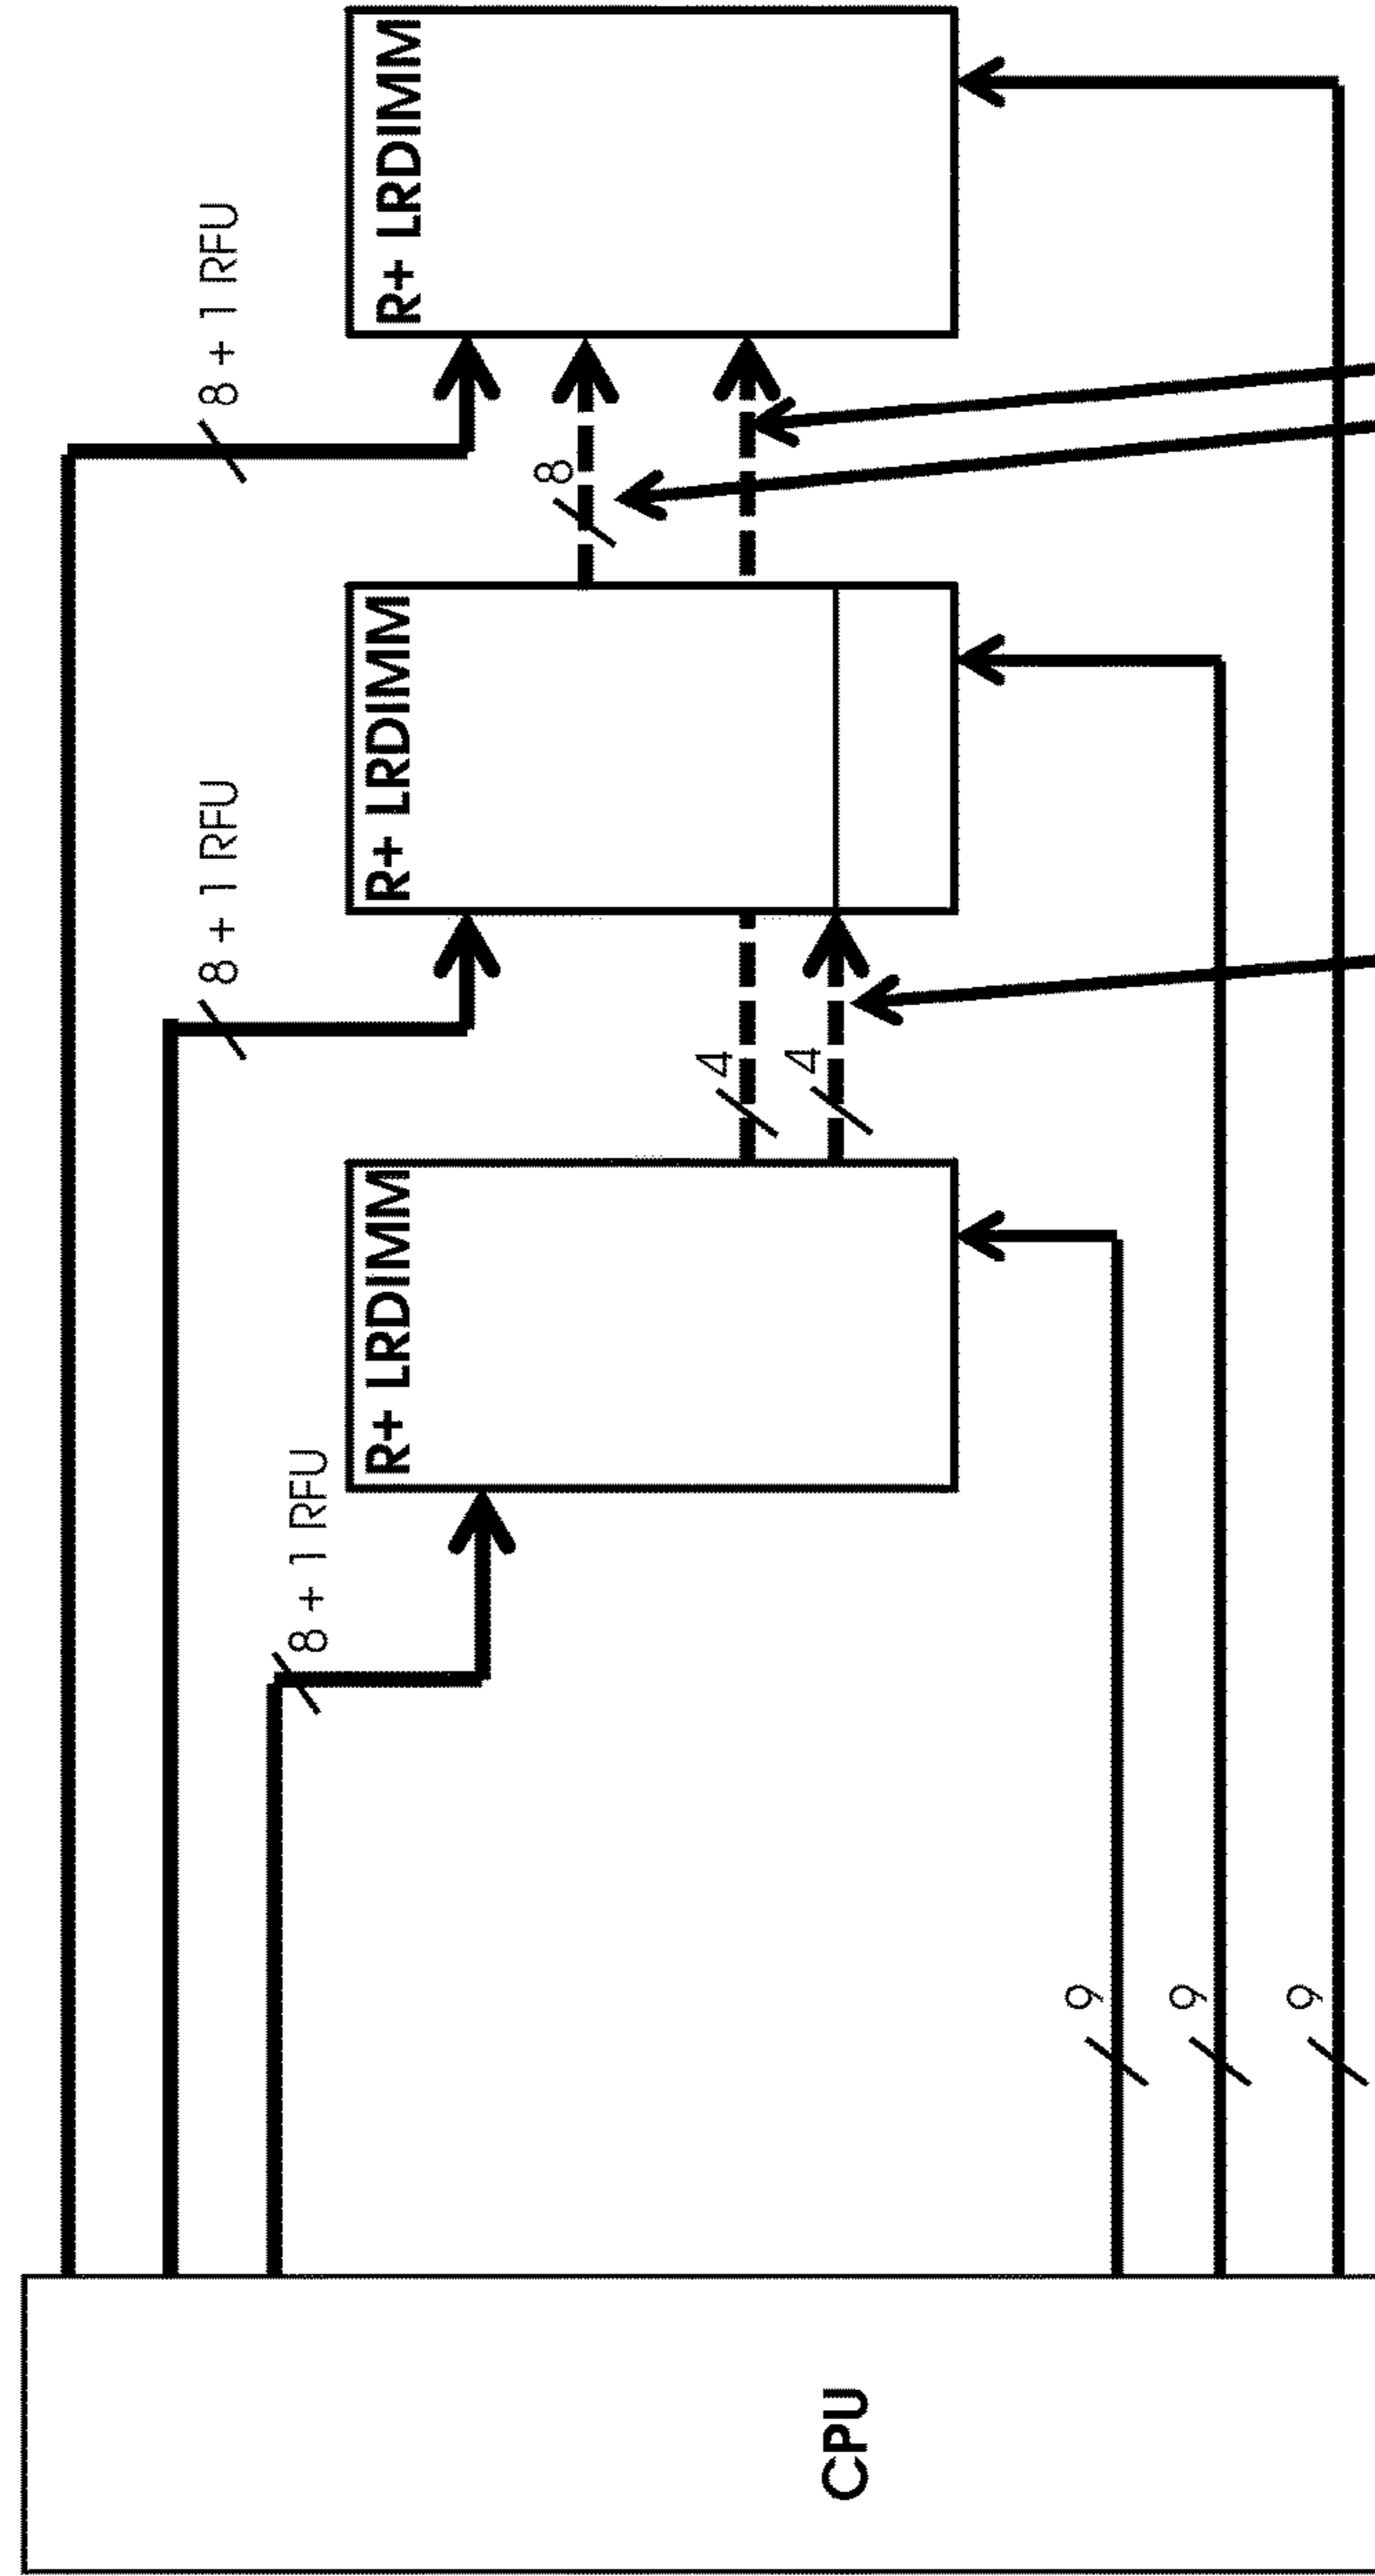 8 + 1 RFU
8 + 1 RFU
8 + 1 RFU
R+ LRDIMM
R+ LRDIMM
R+ LRDIMM
8
4
4
CPU
9
9
9